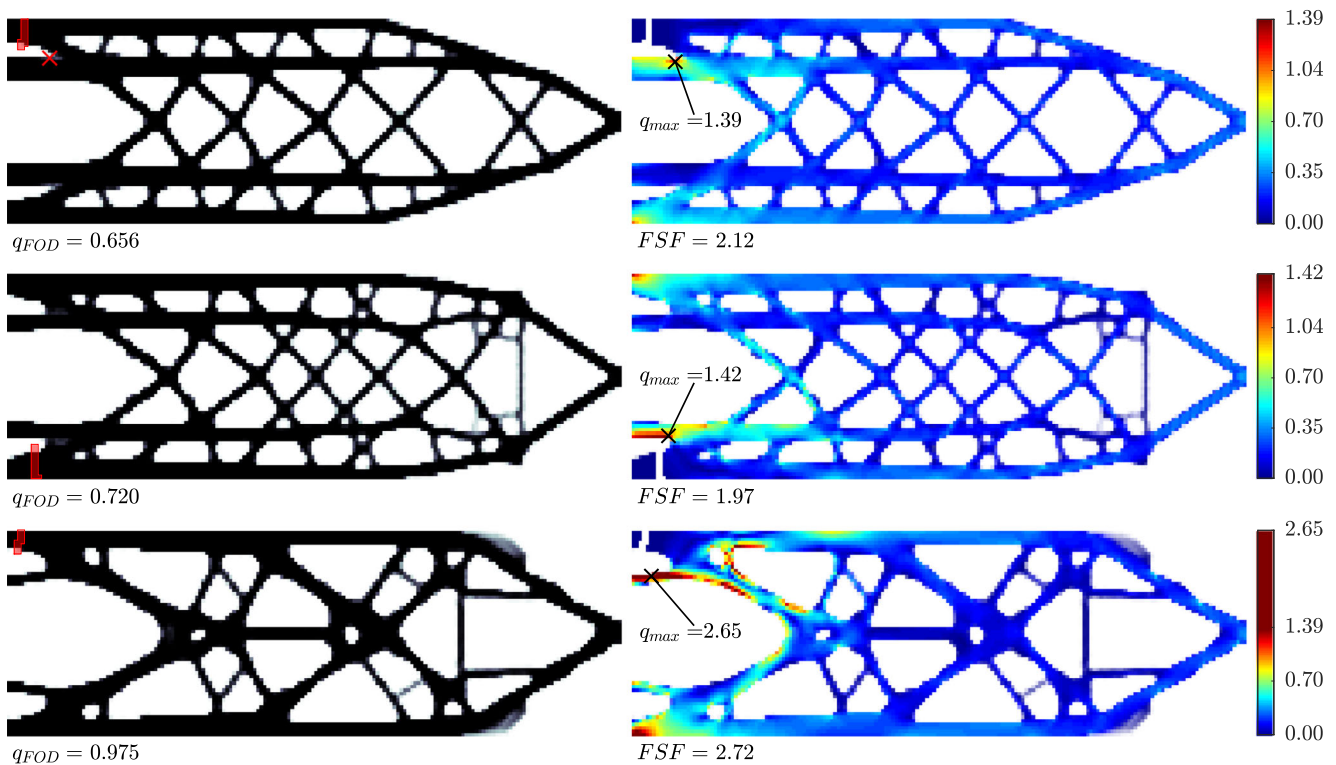 1.39
1.04
0.70
0.35
0.00
q_max =1.39
q_FOD = 0.656
FSF = 2.12
1.42
1.04
0.70
0.35
0.00
q_max =1.42
q_FOD = 0.720
FSF = 1.97
2.65
1.39
0.70
0.00
q_max =2.65
q_FOD = 0.975
FSF = 2.72